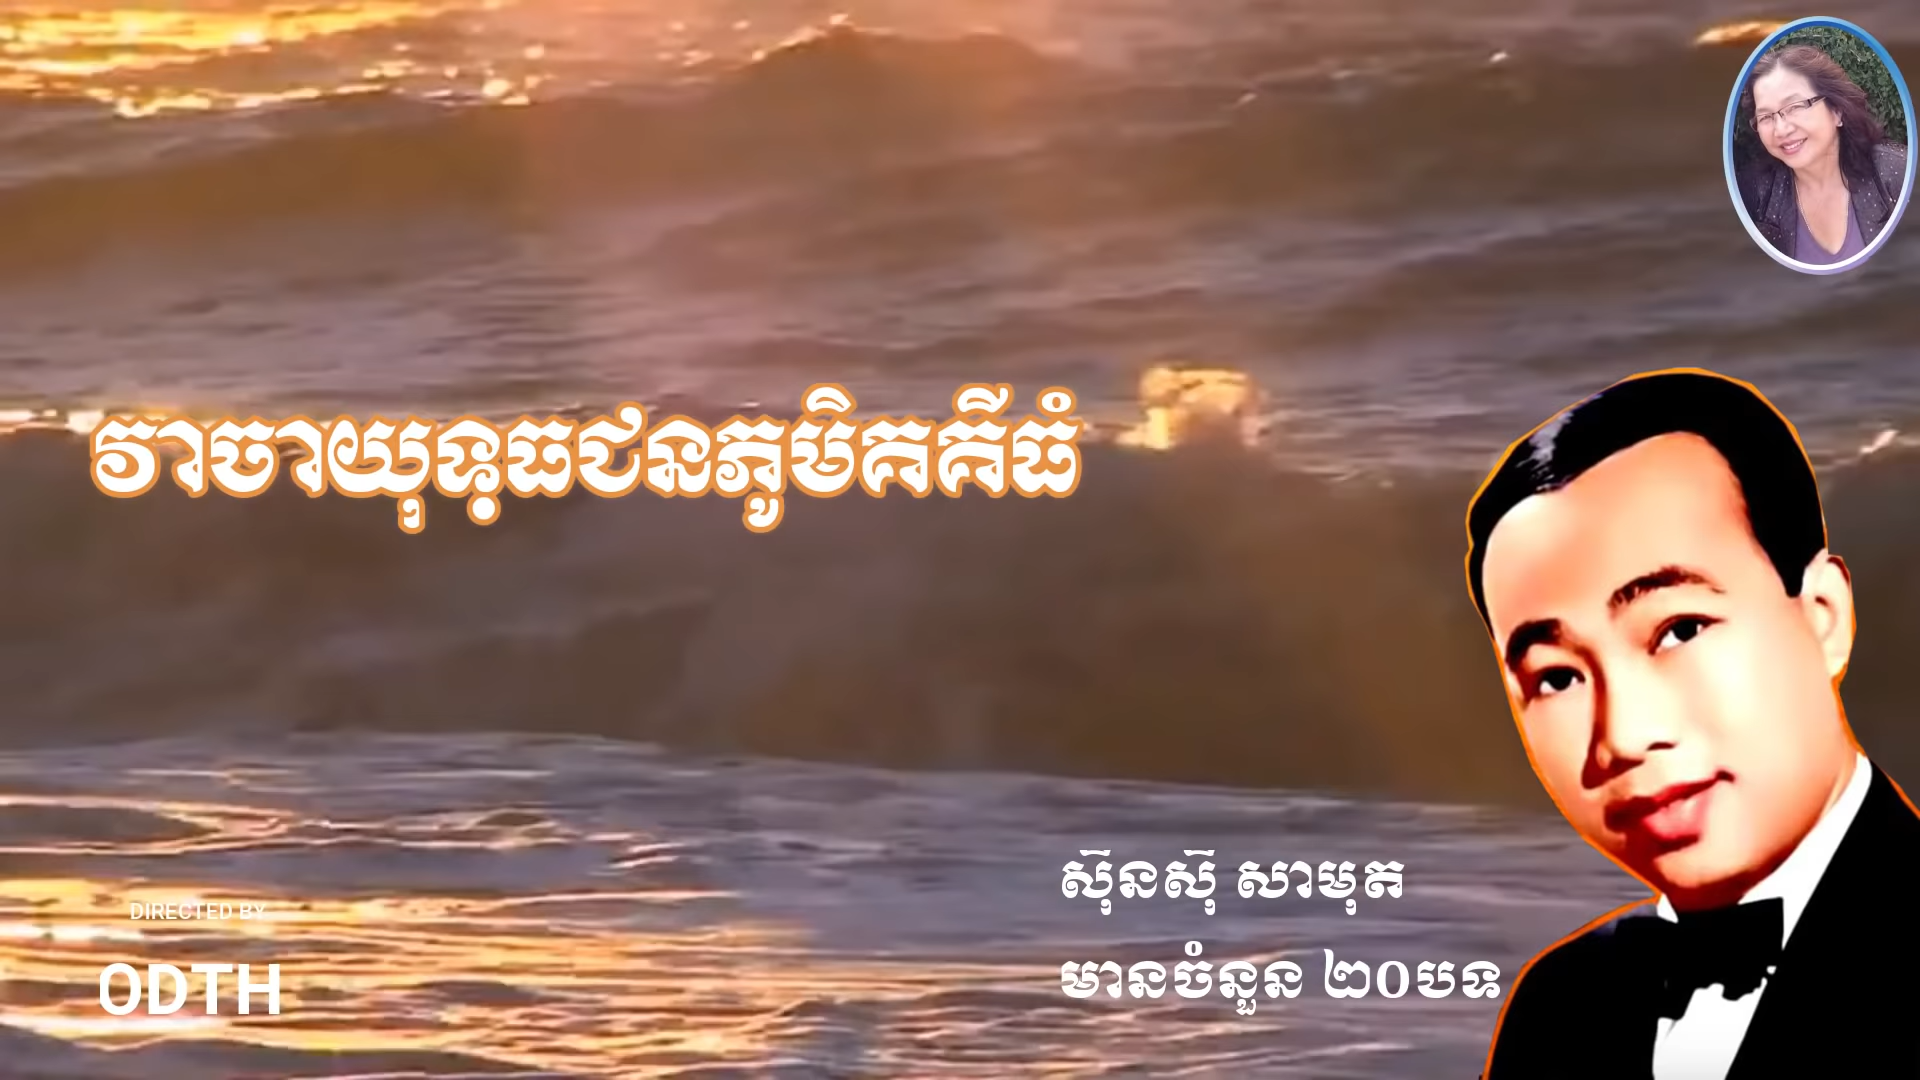 វាចាយុទ្ធជនភូមិគគីធំ
ស៊ីនស៊ី សាមុត
មានចំនួន ២០បទ
DIRECTED BY
ODTH